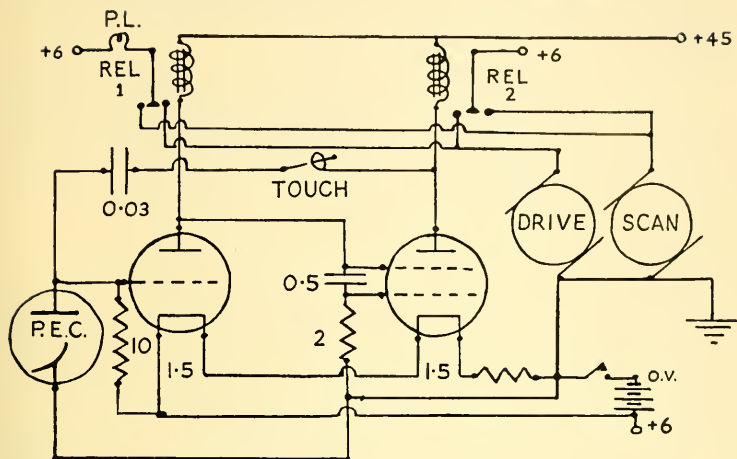 P.L.
+6
REL
1
+6
REL
2
+45
0·03
TOUCH
DRIVE
SCAN
P.E.C.
10
1·5
0·5
2
1·5
O.V.
+6